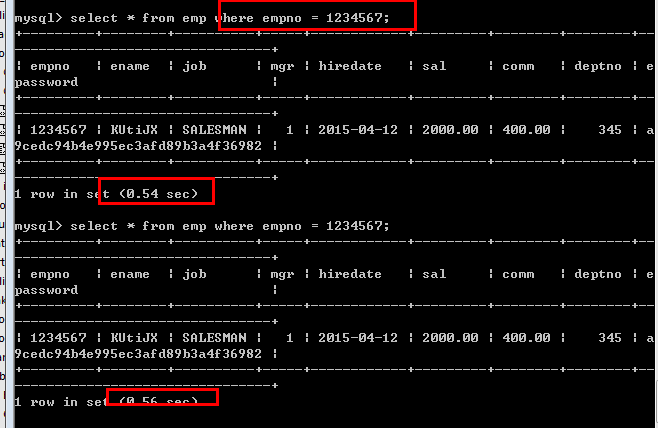 mysql> select * from emp where empno = 1234567;
+--------+--------+----------+------+------------+---------+--------+--------+--
------------------------------+
| empno | ename | job | mgr | hiredate | sal | comm | deptno | e
password |
+--------+--------+----------+------+------------+---------+--------+--------+--
------------------------------+
| 1234567 | KUtiJX | SALESMAN | 1 | 2015-04-12 | 2000.00 | 400.00 | 345 | a
9cedc94b4e995ec3afd89b3a4f36982 |
+--------+--------+----------+------+------------+---------+--------+--------+--
------------------------------+
1 row in set (0.54 sec)
mysql> select * from emp where empno = 1234567;
+--------+--------+----------+------+------------+---------+--------+--------+--
------------------------------+
| empno | ename | job | mgr | hiredate | sal | comm | deptno | e
password |
+--------+--------+----------+------+------------+---------+--------+--------+--
------------------------------+
| 1234567 | KUtiJX | SALESMAN | 1 | 2015-04-12 | 2000.00 | 400.00 | 345 | a
9cedc94b4e995ec3afd89b3a4f36982 |
+--------+--------+----------+------+------------+---------+--------+--------+--
------------------------------+
1 row in set (0.56 sec)